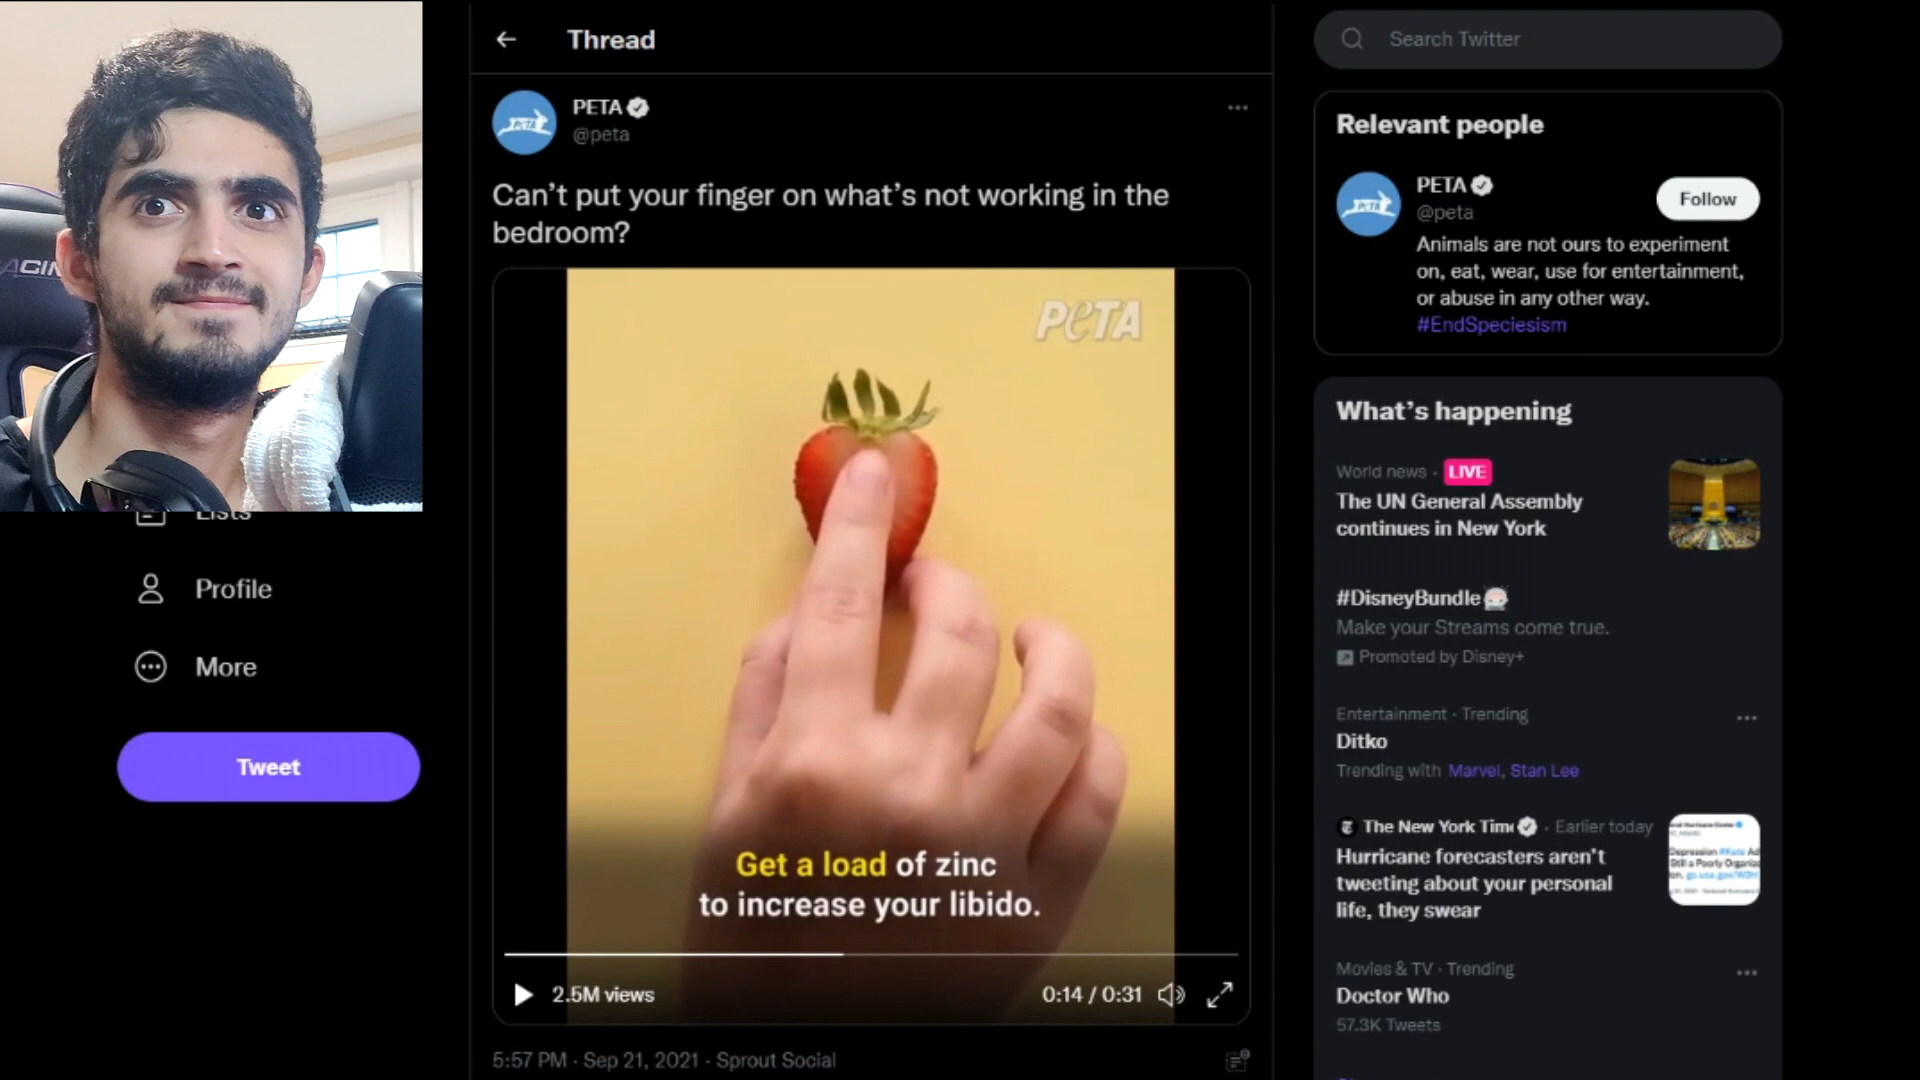 ACIN
Lists
Profile
More
Tweet
Thread
PETA
PETA
@peta
Can't put your finger on what's not working in the
bedroom?
PETA
Get a load of zinc
to increase your libido.
2.5M views
0:14 / 0:31
5:57 PM · Sep 21, 2021 · Sprout Social
Search Twitter
Relevant people
PETA
PETA
Follow
@peta
Animals are not ours to experiment
on, eat, wear, use for entertainment,
or abuse in any other way.
#EndSpeciesism
What's happening
World news · LIVE
The UN General Assembly
continues in New York
#DisneyBundle
Make your Streams come true.
Promoted by Disney+
Entertainment · Trending
Ditko
Trending with Marvel, Stan Lee
The New York Time · Earlier today
Hurricane forecasters aren't
tweeting about your personal
life, they swear
Movies & TV · Trending
Doctor Who
57.3K Tweets